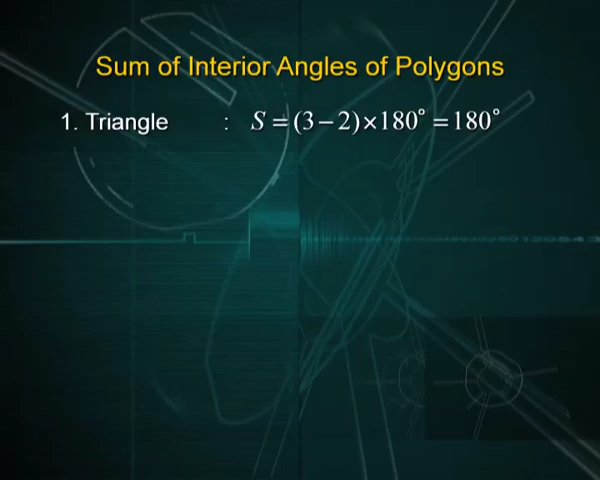 Sum of Interior Angles of Polygons
1. Triangle : S = (3 − 2) × 180° = 180°